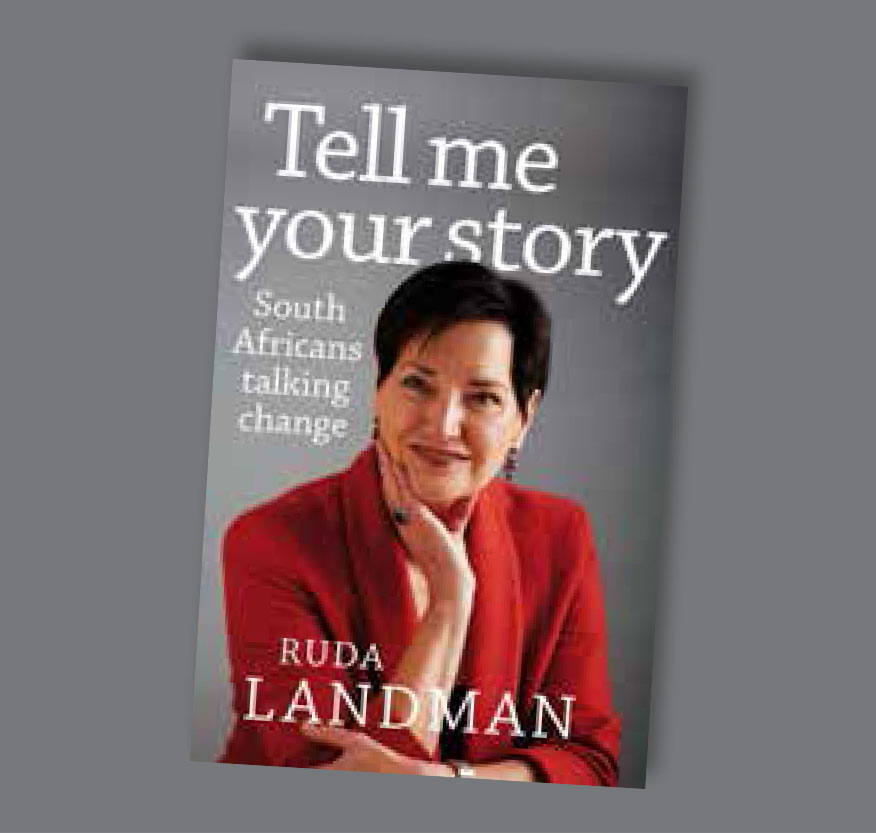 Tell me
your story
South
Africans
talking
change
RUDA
LANDMAN